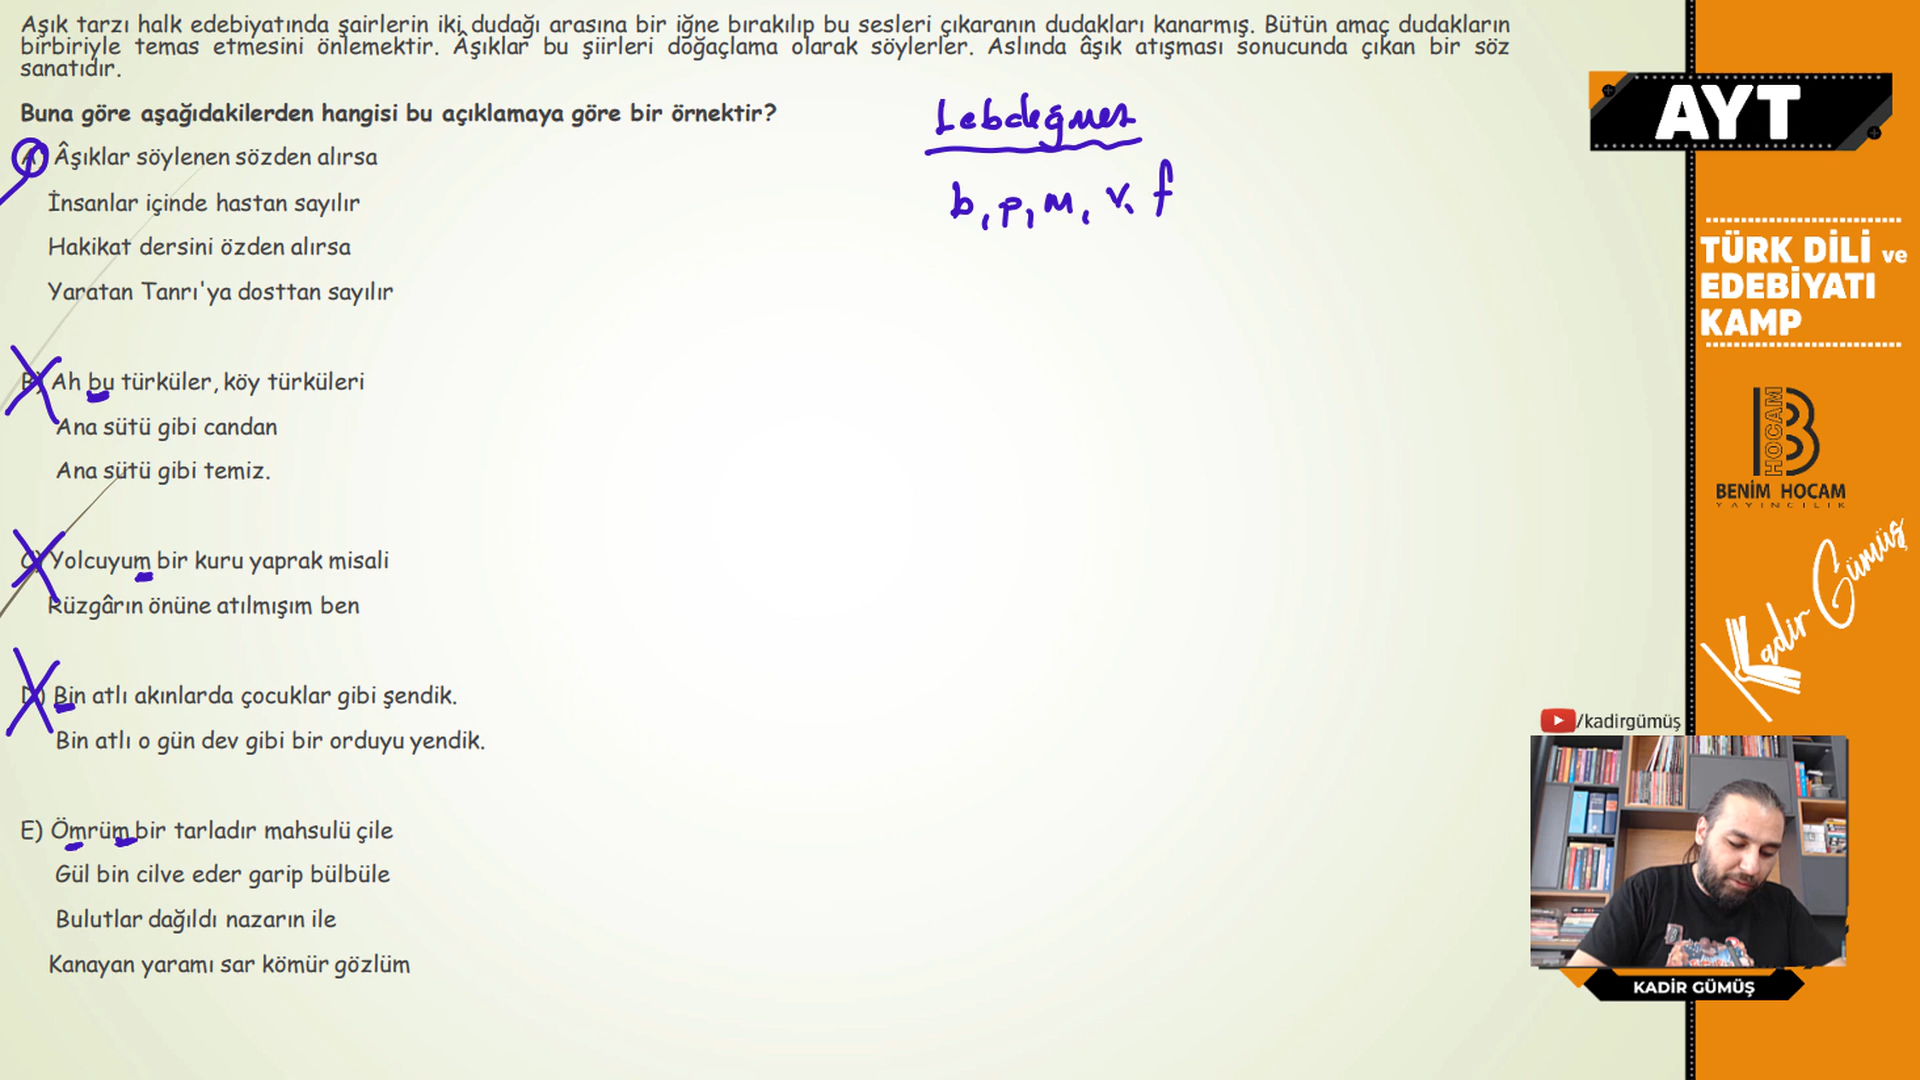 Aşık tarzı halk edebiyatında şairlerin iki dudağı arasına bir iğne bırakılıp bu sesleri çıkaranın dudakları kanarmış. Bütün amaç dudakların
birbiriyle temas etmesini önlemektir. Âşıklar bu şiirleri doğaçlama olarak söylerler. Aslında âşık atışması sonucunda çıkan bir söz
sanatıdır.
Buna göre aşağıdakilerden hangisi bu açıklamaya göre bir örnektir?
A) Âşıklar söylenen sözden alırsa
İnsanlar içinde hastan sayılır
Hakikat dersini özden alırsa
Yaratan Tanrı'ya dosttan sayılır
B) Ah bu türküler, köy türküleri
Ana sütü gibi candan
Ana sütü gibi temiz.
C) Yolcuyum bir kuru yaprak misali
Rüzgârın önüne atılmışım ben
D) Bin atlı akınlarda çocuklar gibi şendik.
Bin atlı o gün dev gibi bir orduyu yendik.
E) Ömrüm bir tarladır mahsulü çile
Gül bin cilve eder garip bülbüle
Bulutlar dağıldı nazarın ile
Kanayan yaramı sar kömür gözlüm
Lebdeğmez
b, p, m, v, f
AYT
TÜRK DİLİ ve
EDEBİYATI
KAMP
B HOCAM
BENİM HOCAM
YAYINCILIK
Kadir Gümüş
/kadirgümüş
KADİR GÜMÜŞ